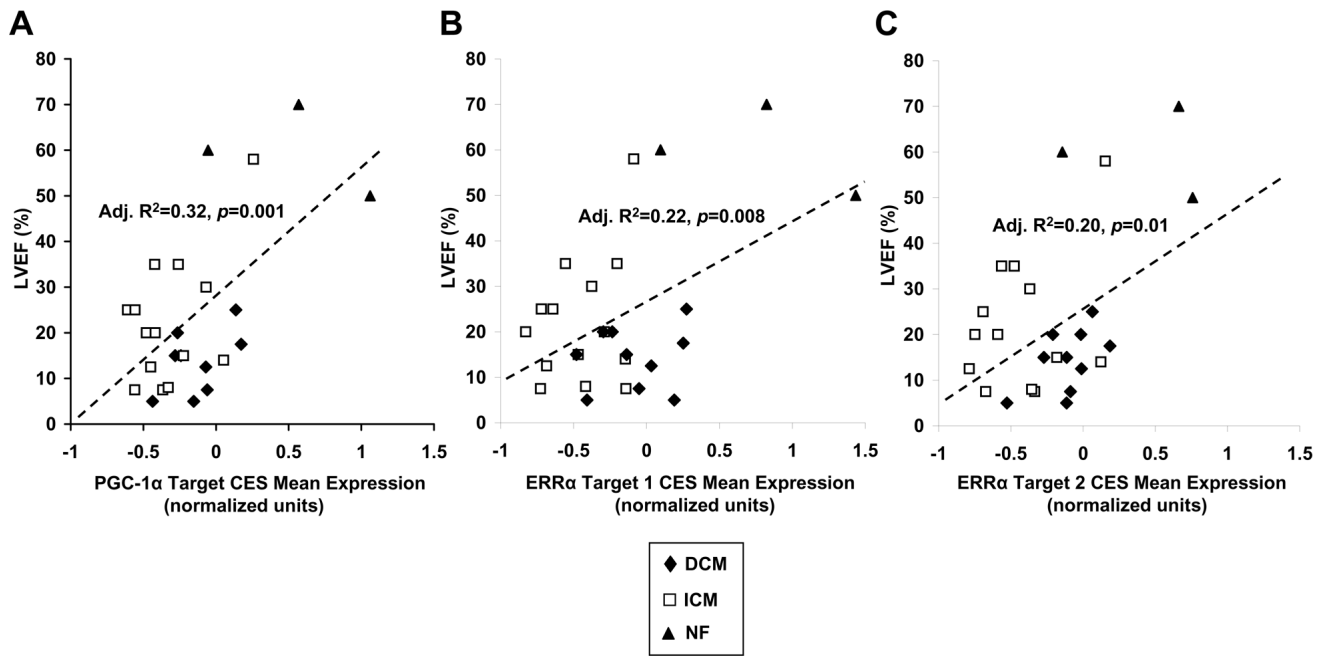 A
80
70
60
50
40
30
20
10
0
-1
-0.5
0
0.5
1
1.5
LVEF (%)
Adj. R²=0.32, p=0.001
PGC-1α Target CES Mean Expression
(normalized units)
B
80
70
60
50
40
30
20
10
0
-1
-0.5
0
0.5
1
1.5
LVEF (%)
Adj. R²=0.22, p=0.008
ERRα Target 1 CES Mean Expression
(normalized units)
C
80
70
60
50
40
30
20
10
0
-1
-0.5
0
0.5
1
1.5
LVEF (%)
Adj. R²=0.20, p=0.01
ERRα Target 2 CES Mean Expression
(normalized units)
DCM
ICM
NF